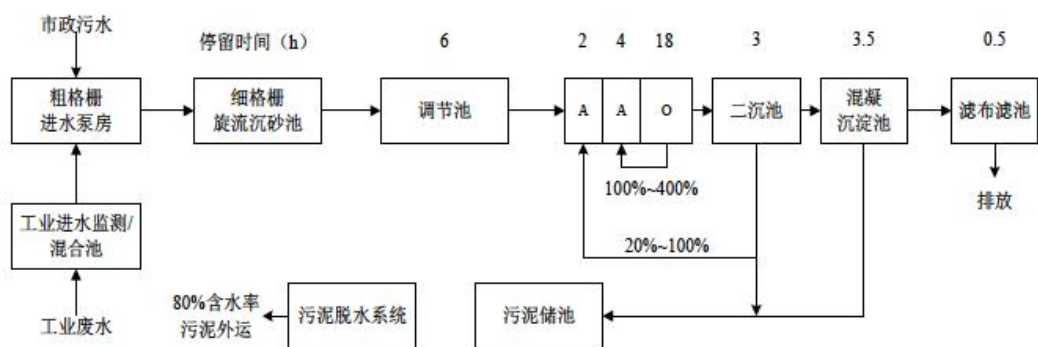 市政污水
停留时间（h）
6
2
4
18
3
3.5
0.5
粗格栅
进水泵房
细格栅
旋流沉砂池
调节池
A
A
O
二沉池
混凝
沉淀池
滤布滤池
100%~400%
排放
工业进水监测/
混合池
20%~100%
80%含水率
污泥外运
污泥脱水系统
污泥储池
工业废水